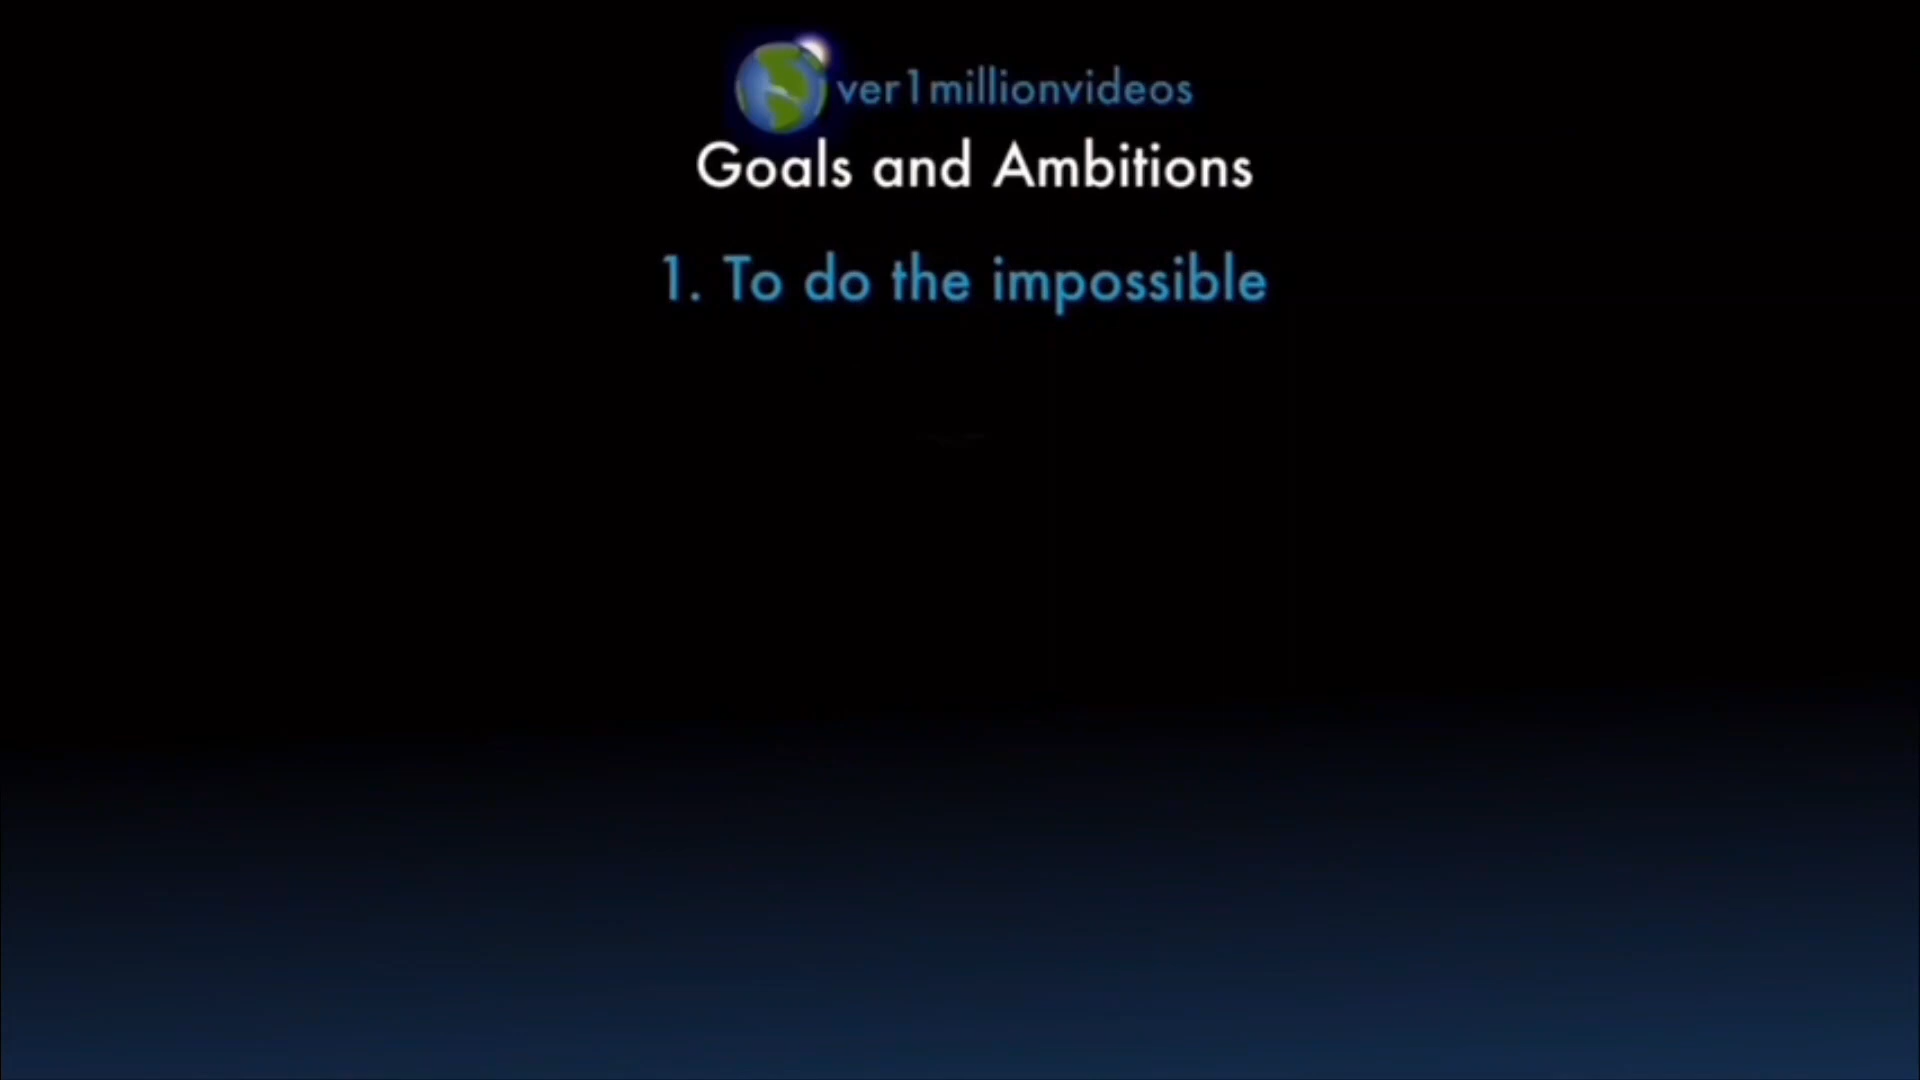 ver1millionvideos
Goals and Ambitions
1. To do the impossible